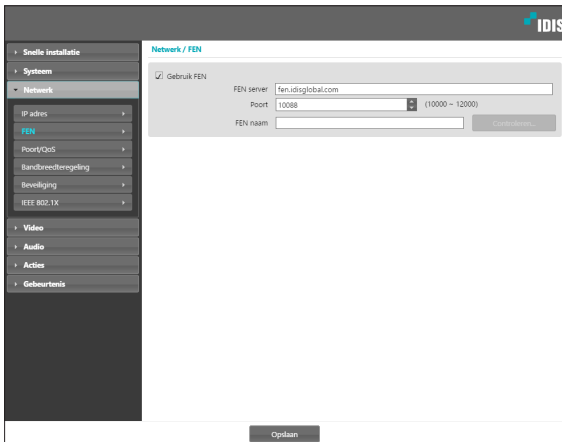 IDIS
Snelle installatie
Systeem
Netwerk
IP adres
FEN
Poort/QoS
Bandbreedteregeling
Beveiliging
IEEE 802.1X
Video
Audio
Acties
Gebeurtenis
Netwerk / FEN
Gebruik FEN
FEN server fen.idisglobal.com
Poort 10088 (10000 ~ 12000)
FEN naam Controleren...
Opslaan